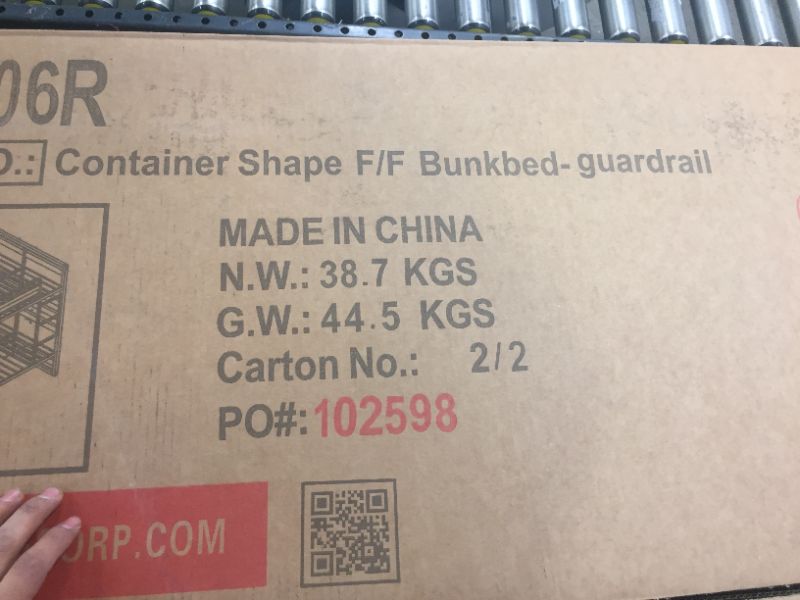 06R
D.: Container Shape F/F Bunkbed- guardrail
MADE IN CHINA
N.W.: 38.7 KGS
G.W.: 44.5 KGS
Carton No.: 2/2
PO#:102598
ORP.COM